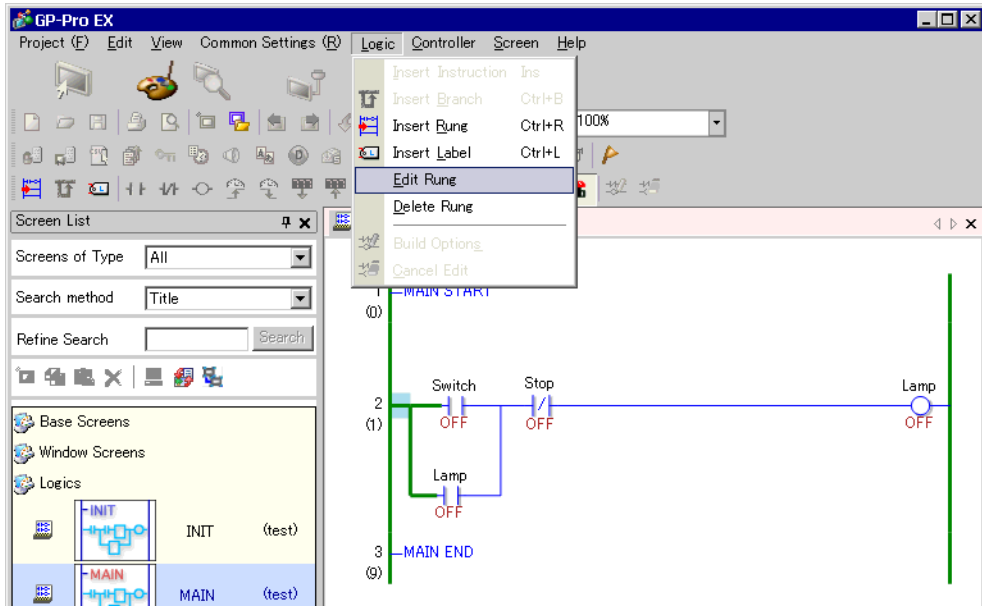 GP-Pro EX
Project (F) Edit View Common Settings (R) Logic Controller Screen Help
Insert Instruction Ins
Insert Branch Ctrl+B
Insert Rung Ctrl+R
Insert Label Ctrl+L
Edit Rung
Delete Rung
Build Options
Cancel Edit
100%
Screen List
Screens of Type All
Search method Title
Refine Search Search
Base Screens
Window Screens
Logics
INIT INIT (test)
MAIN MAIN (test)
1 MAIN START
(0)
Switch Stop Lamp
2
(1) OFF OFF OFF
Lamp
OFF
3 MAIN END
(9)